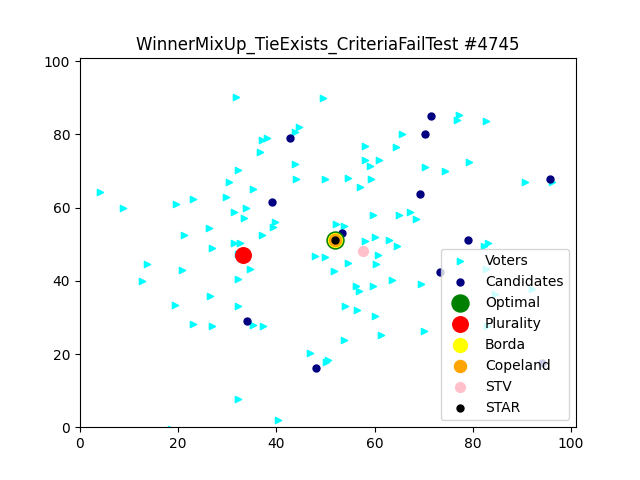 WinnerMixUp_TieExists_CriteriaFailTest #4745
100
80
60
40
20
0
0
20
40
60
80
100
Voters
Candidates
Optimal
Plurality
Borda
Copeland
STV
STAR